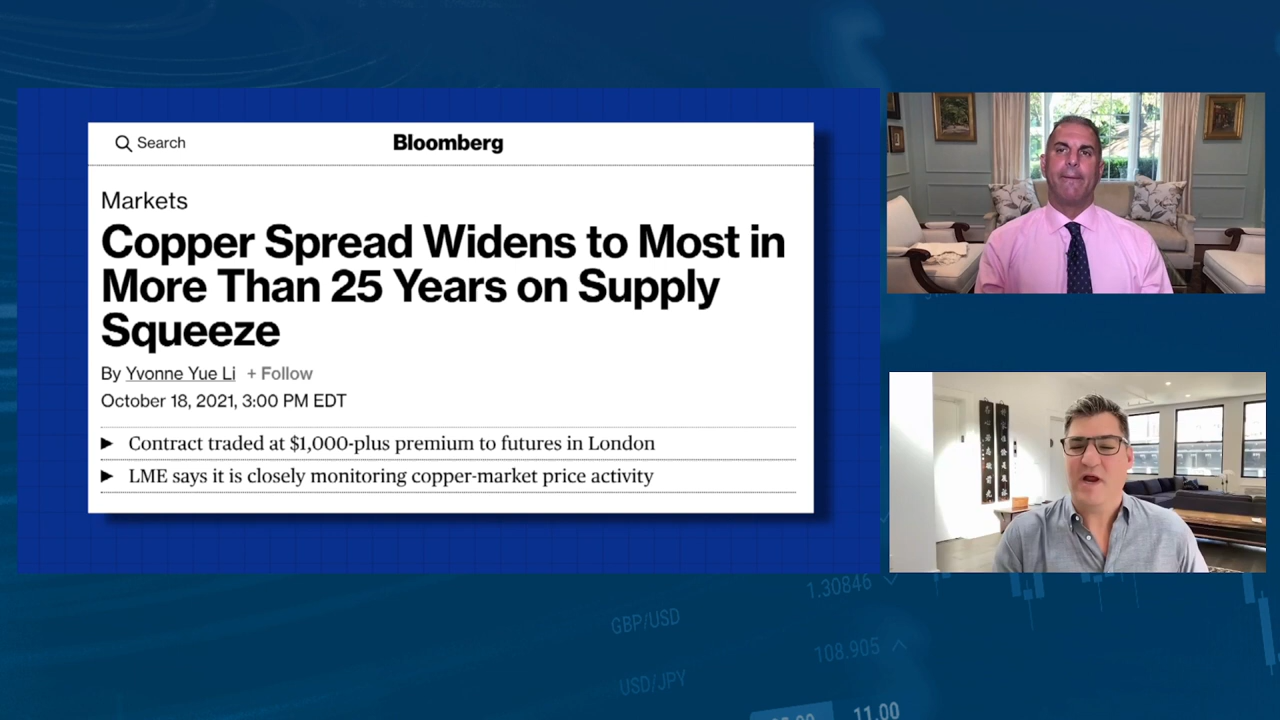 Search
Bloomberg
Markets
Copper Spread Widens to Most in
More Than 25 Years on Supply
Squeeze
By Yvonne Yue Li + Follow
October 18, 2021, 3:00 PM EDT
Contract traded at $1,000-plus premium to futures in London
LME says it is closely monitoring copper-market price activity
1.30846
GBP/USD
108.905
USD/JPY
11.00